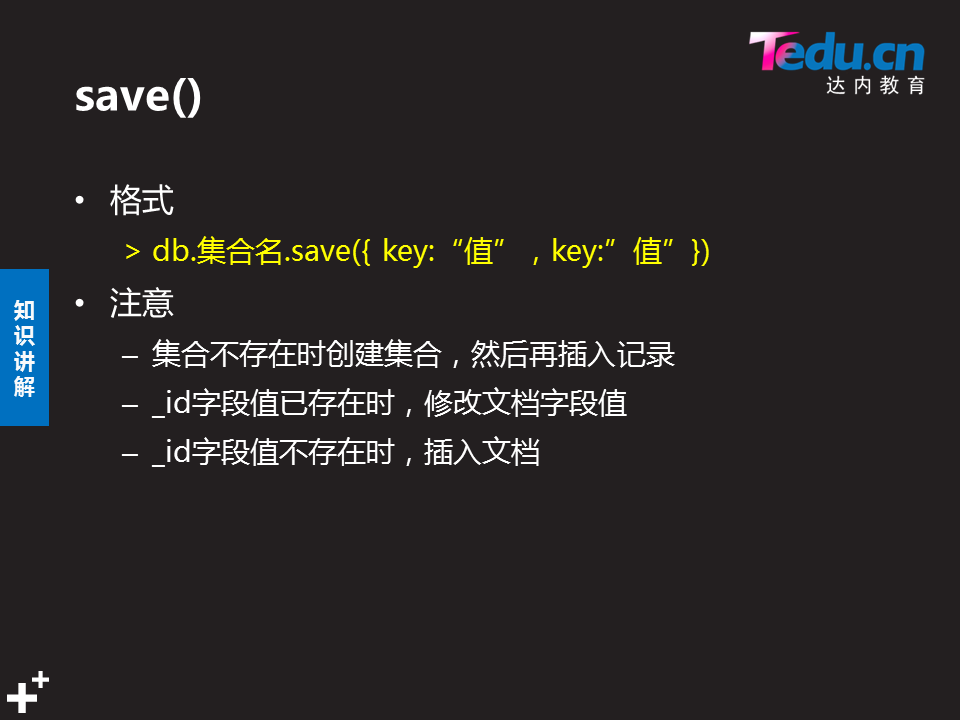 Tedu.cn
达内教育
save()
• 格式
> db.集合名.save({ key:“值”，key:”值”})
• 注意
– 集合不存在时创建集合，然后再插入记录
– _id字段值已存在时，修改文档字段值
– _id字段值不存在时，插入文档
知
识
讲
解